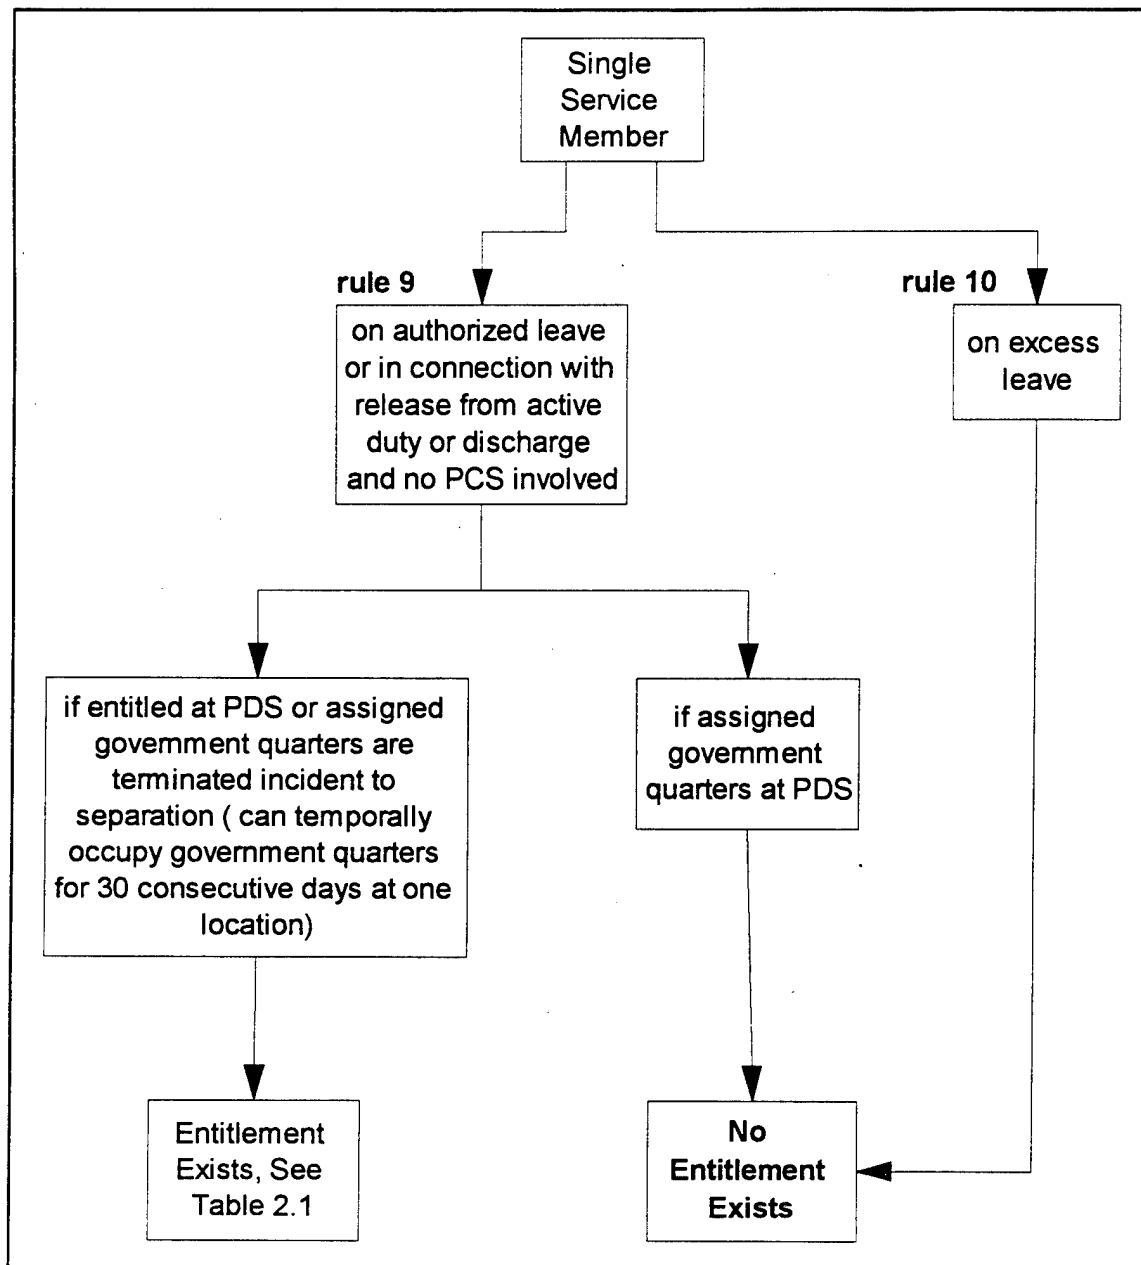 Single
Service
Member
rule 9
on authorized leave
or in connection with
release from active
duty or discharge
and no PCS involved
rule 10
on excess
leave
if entitled at PDS or assigned
government quarters are
terminated incident to
separation ( can temporally
occupy government quarters
for 30 consecutive days at one
location)
if assigned
government
quarters at PDS
Entitlement
Exists, See
Table 2.1
No
Entitlement
Exists